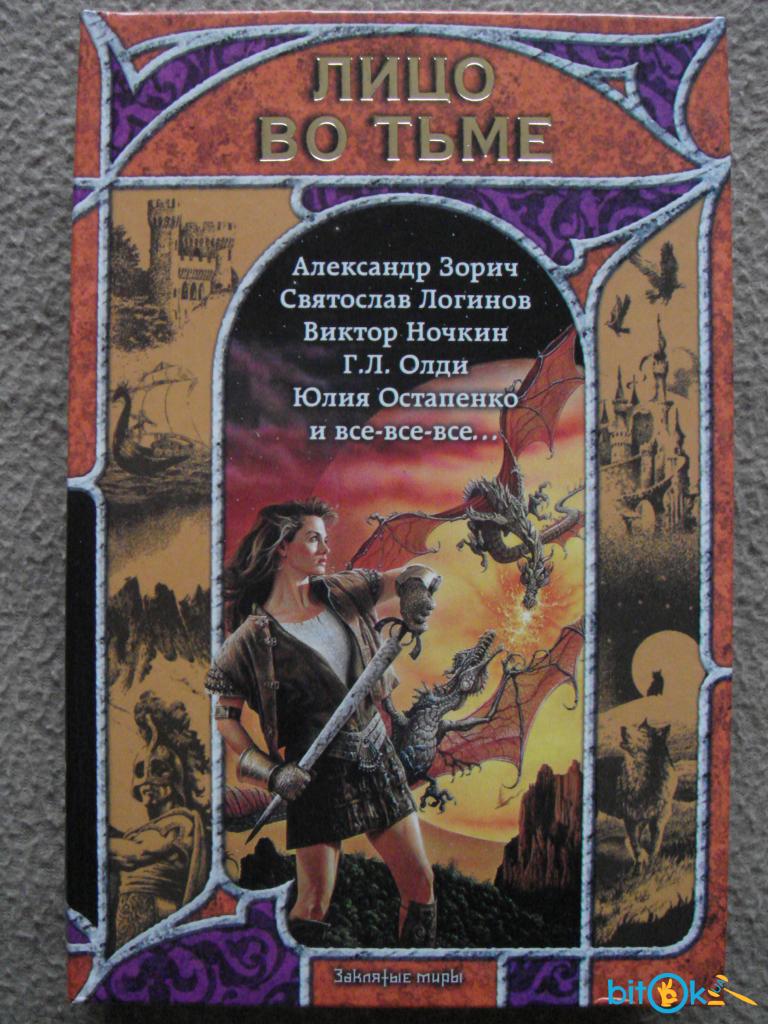 ЛИЦО
ВО ТЬМЕ
Александр Зорич
Святослав Логинов
Виктор Ночкин
Г.Л. Олди
Юлия Остапенко
и все-все-все...
Заклятые миры
bitOk